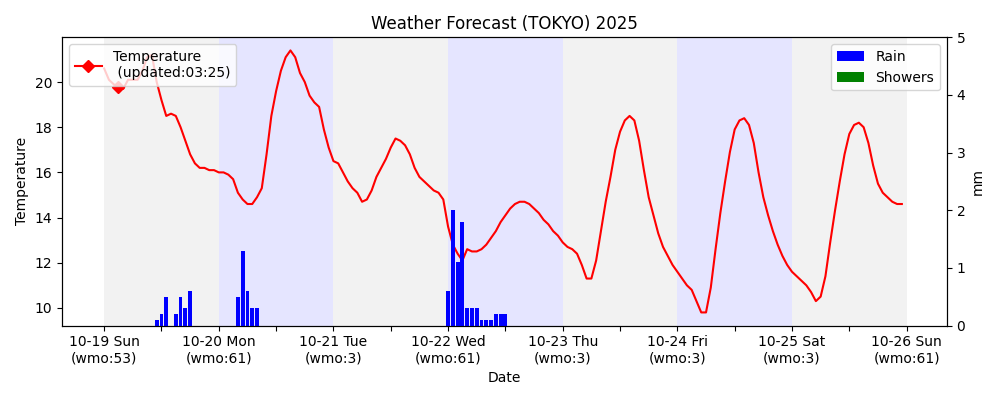 Weather Forecast (TOKYO) 2025
Temperature
(updated:03:25)
Rain
Showers
Temperature
20
18
16
14
12
10
5
4
3
2
1
0
mm
10-19 Sun
(wmo:53)
10-20 Mon
(wmo:61)
10-21 Tue
(wmo:3)
10-22 Wed
(wmo:61)
10-23 Thu
(wmo:3)
10-24 Fri
(wmo:3)
10-25 Sat
(wmo:3)
10-26 Sun
(wmo:61)
Date